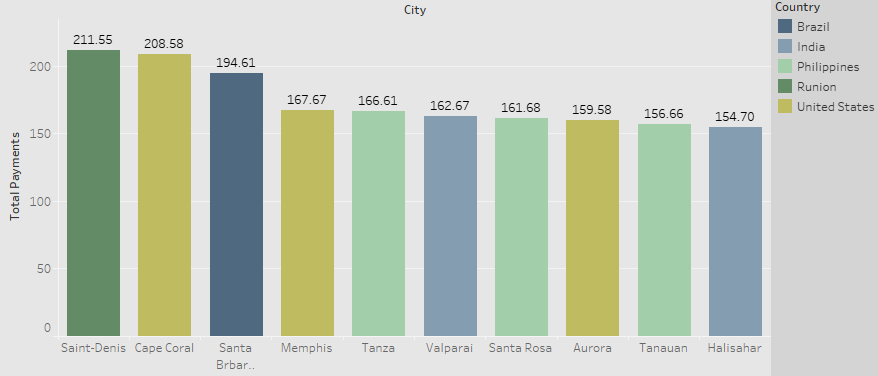 City
Country
Brazil
India
Philippines
Runion
United States
Total Payments
200
150
100
50
0
211.55
208.58
194.61
167.67
166.61
162.67
161.68
159.58
156.66
154.70
Saint-Denis
Cape Coral
Santa
Brbar..
Memphis
Tanza
Valparai
Santa Rosa
Aurora
Tanauan
Halisahar